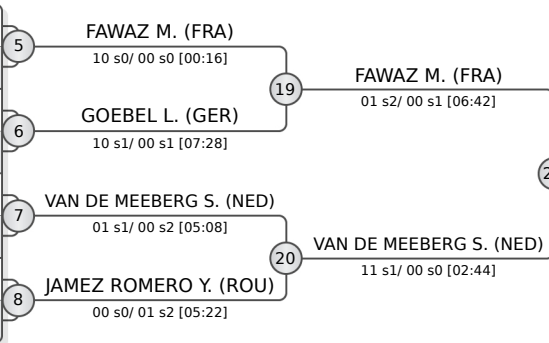 5
FAWAZ M. (FRA)
10 s0/ 00 s0 [00:16]
19
FAWAZ M. (FRA)
01 s2/ 00 s1 [06:42]
6
GOEBEL L. (GER)
10 s1/ 00 s1 [07:28]
7
VAN DE MEEBERG S. (NED)
01 s1/ 00 s2 [05:08]
20
VAN DE MEEBERG S. (NED)
11 s1/ 00 s0 [02:44]
8
JAMEZ ROMERO Y. (ROU)
00 s0/ 01 s2 [05:22]